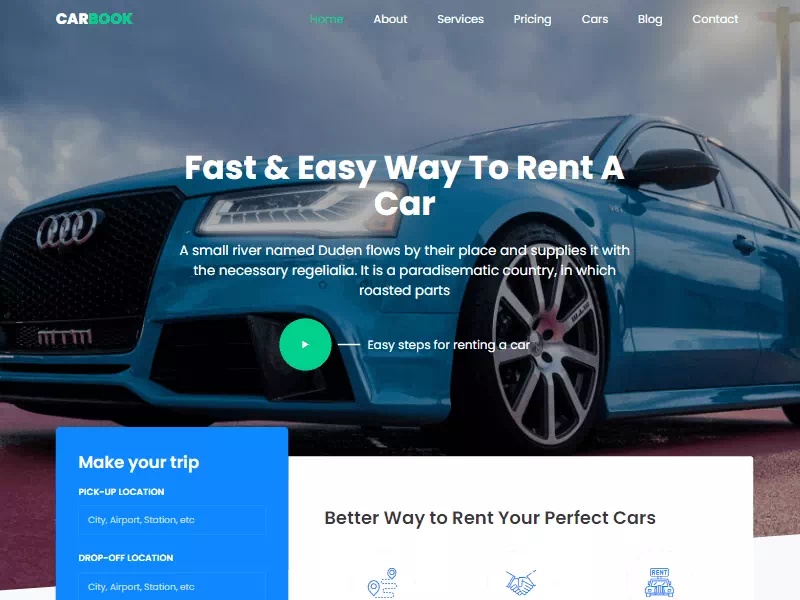 CARBOOK
Home About Services Pricing Cars Blog Contact
Fast & Easy Way To Rent A
Car
A small river named Duden flows by their place and supplies it with
the necessary regelialia. It is a paradisematic country, in which
roasted parts
Easy steps for renting a car
Make your trip
PICK-UP LOCATION
City, Airport, Station, etc
DROP-OFF LOCATION
City, Airport, Station, etc
Better Way to Rent Your Perfect Cars
RENT